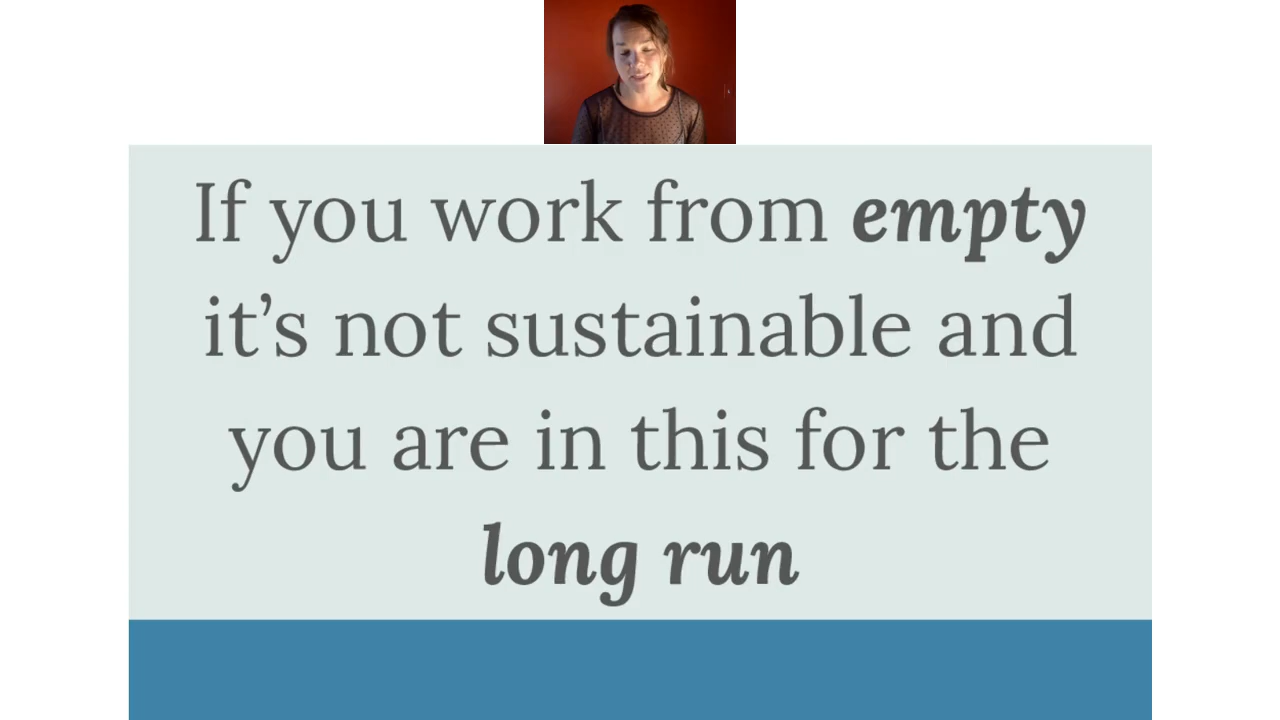 If you work from empty
it’s not sustainable and
you are in this for the
long run